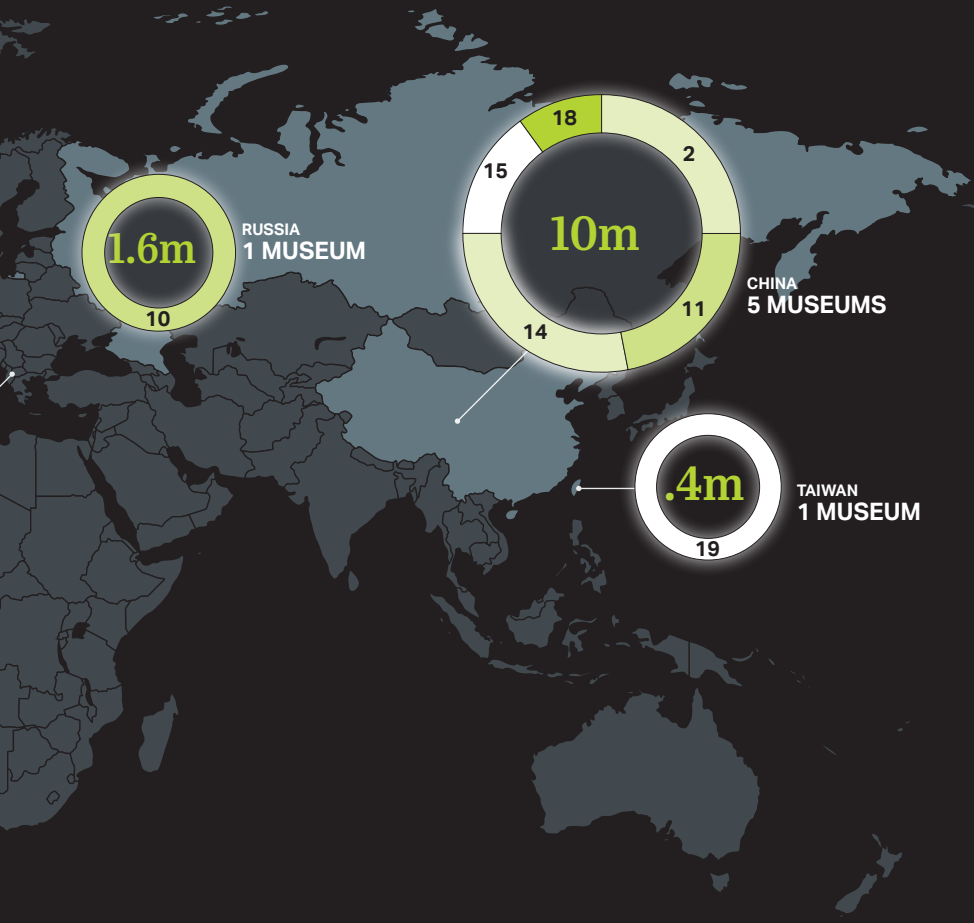 18
2
15
10m
11
14
CHINA
5 MUSEUMS
RUSSIA
1 MUSEUM
1.6m
10
.4m
19
TAIWAN
1 MUSEUM